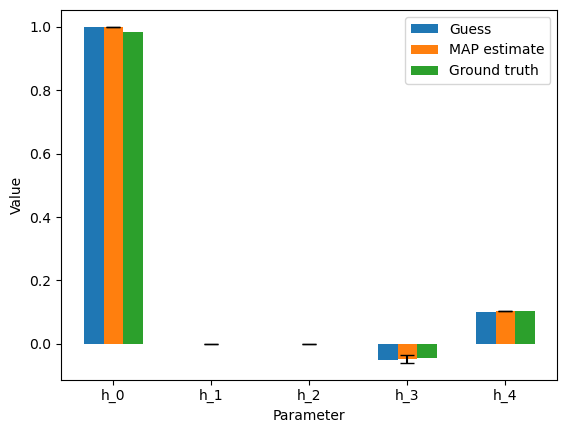 Guess
MAP estimate
Ground truth
Value
1.0
0.8
0.6
0.4
0.2
0.0
h_0 h_1 h_2 h_3 h_4
Parameter